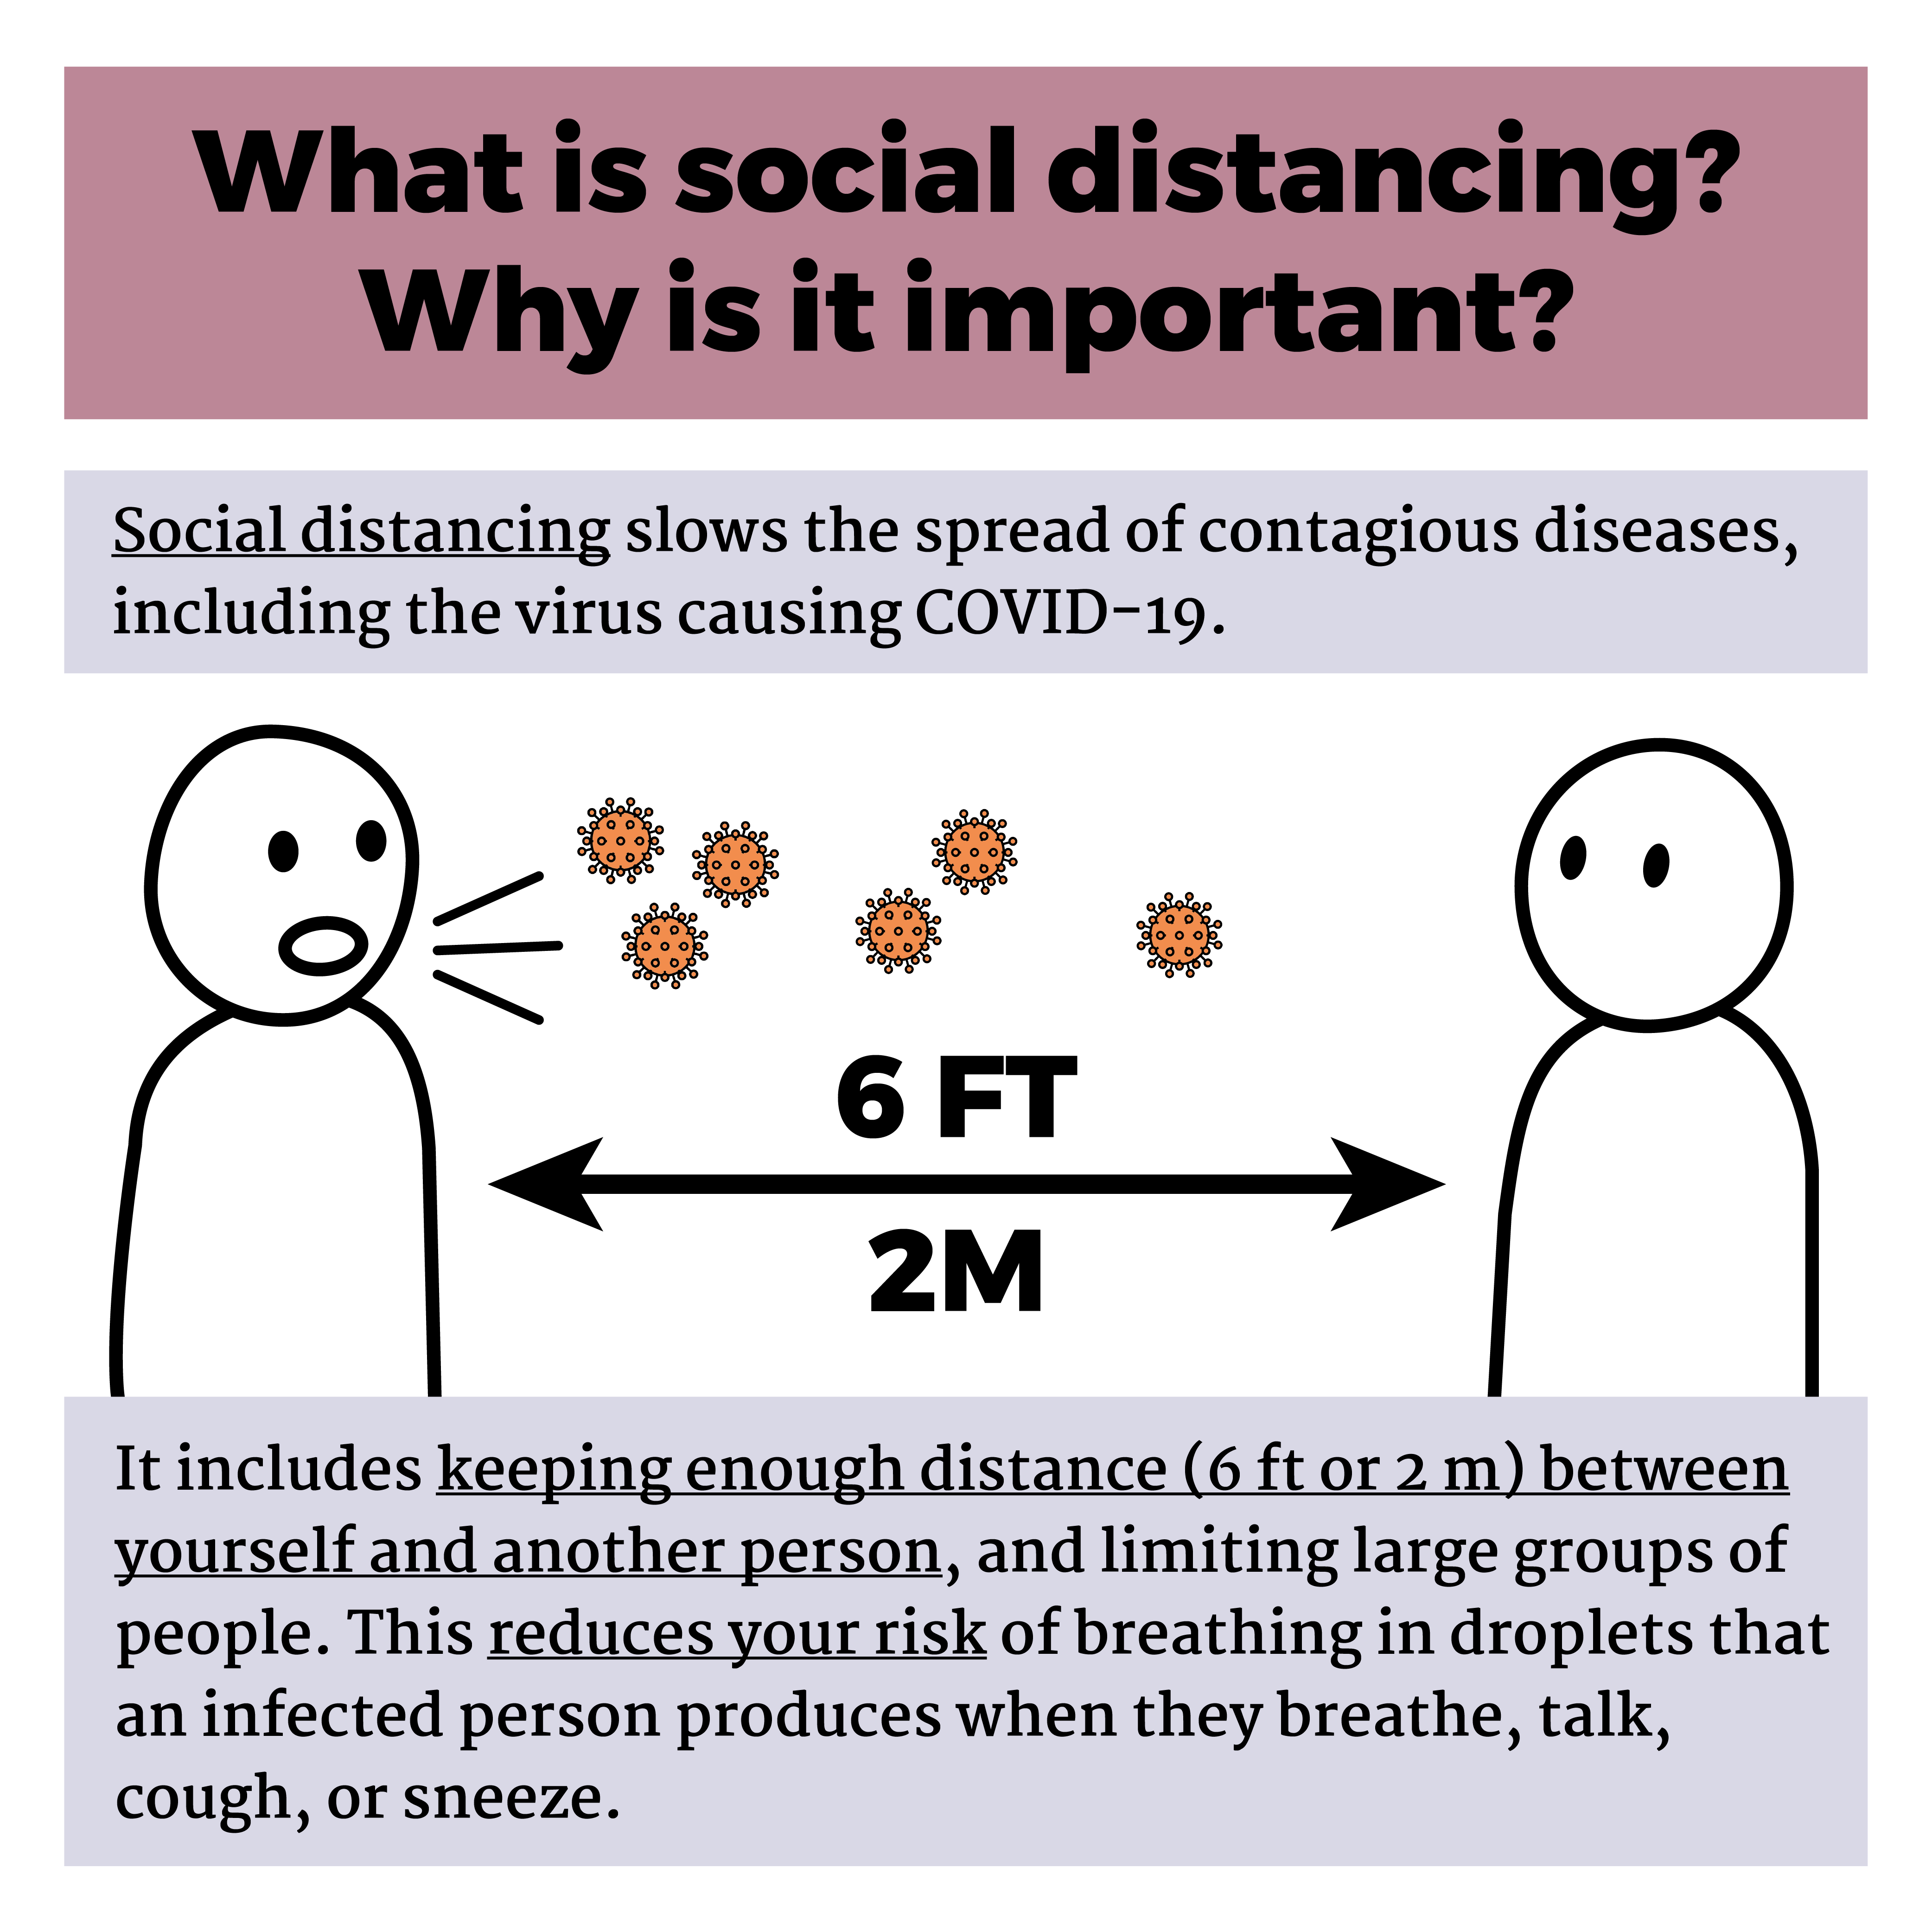 What is social distancing?
Why is it important?
Social distancing slows the spread of contagious diseases,
including the virus causing COVID-19.
6 FT
2M
It includes keeping enough distance (6 ft or 2 m) between
yourself and another person, and limiting large groups of
people. This reduces your risk of breathing in droplets that
an infected person produces when they breathe, talk,
cough, or sneeze.